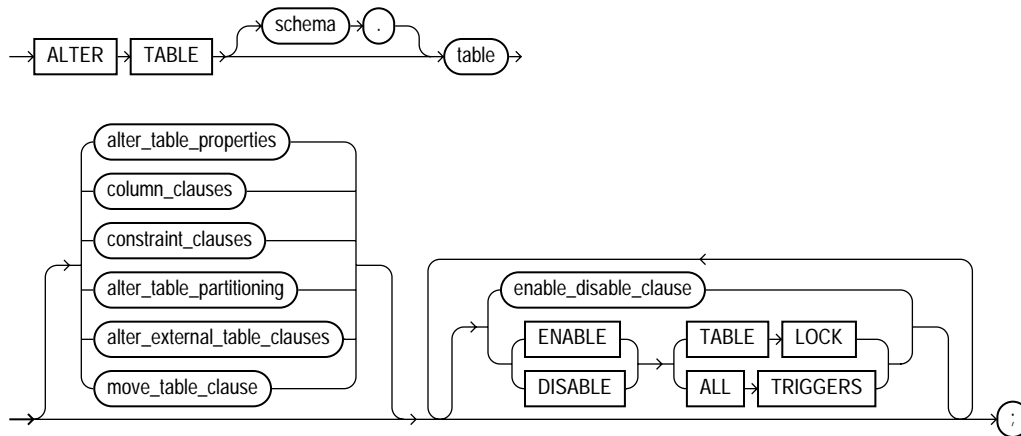 schema .
ALTER TABLE table
alter_table_properties
column_clauses
constraint_clauses
alter_table_partitioning
alter_external_table_clauses
move_table_clause
enable_disable_clause
ENABLE TABLE LOCK
DISABLE ALL TRIGGERS
;